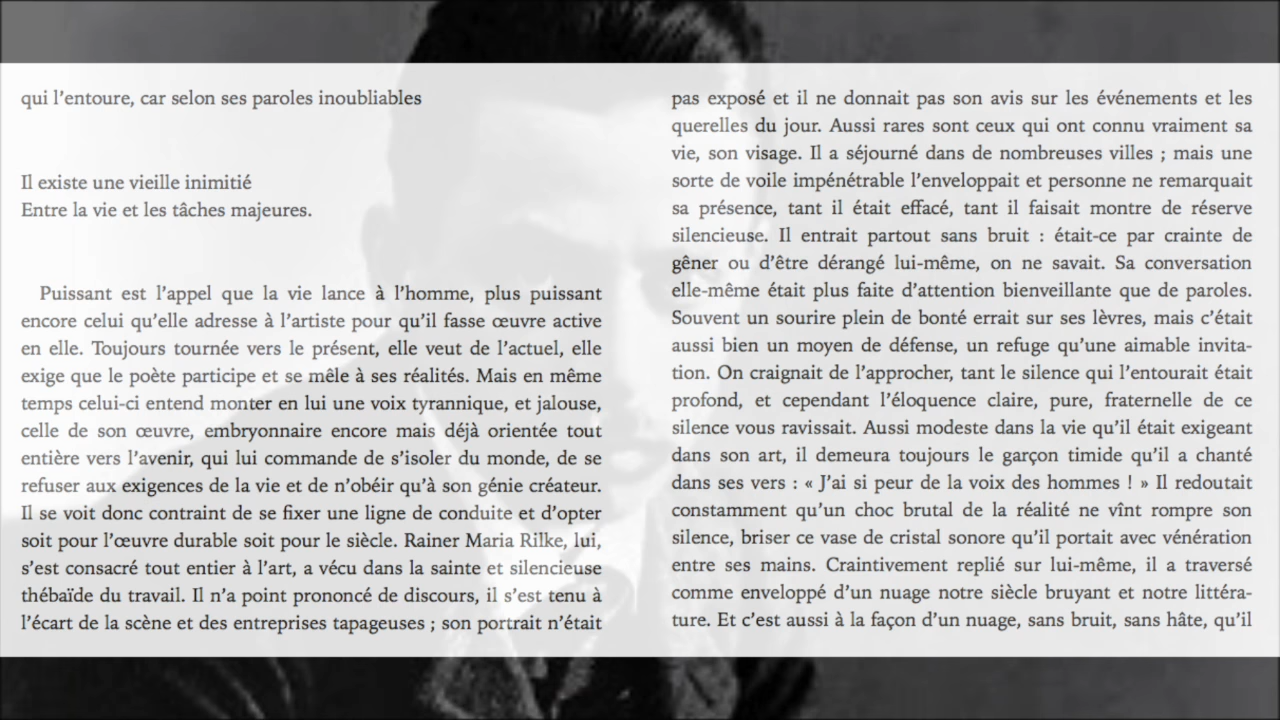 qui l’entoure, car selon ses paroles inoubliables
Il existe une vieille inimitié
Entre la vie et les tâches majeures.
Puissant est l’appel que la vie lance à l’homme, plus puissant
encore celui qu’elle adresse à l’artiste pour qu’il fasse œuvre active
en elle. Toujours tournée vers le présent, elle veut de l’actuel, elle
exige que le poète participe et se mêle à ses réalités. Mais en même
temps celui-ci entend monter en lui une voix tyrannique, et jalouse,
celle de son œuvre, embryonnaire encore mais déjà orientée tout
entière vers l’avenir, qui lui commande de s’isoler du monde, de se
refuser aux exigences de la vie et de n’obéir qu’à son génie créateur.
Il se voit donc contraint de se fixer une ligne de conduite et d’opter
soit pour l’œuvre durable soit pour le siècle. Rainer Maria Rilke, lui,
s’est consacré tout entier à l’art, a vécu dans la sainte et silencieuse
thébaïde du travail. Il n’a point prononcé de discours, il s’est tenu à
l’écart de la scène et des entreprises tapageuses ; son portrait n’était
pas exposé et il ne donnait pas son avis sur les événements et les
querelles du jour. Aussi rares sont ceux qui ont connu vraiment sa
vie, son visage. Il a séjourné dans de nombreuses villes ; mais une
sorte de voile impénétrable l’enveloppait et personne ne remarquait
sa présence, tant il était effacé, tant il faisait montre de réserve
silencieuse. Il entrait partout sans bruit : était-ce par crainte de
gêner ou d’être dérangé lui-même, on ne savait. Sa conversation
elle-même était plus faite d’attention bienveillante que de paroles.
Souvent un sourire plein de bonté errait sur ses lèvres, mais c’était
aussi bien un moyen de défense, un refuge qu’une aimable invita-
tion. On craignait de l’approcher, tant le silence qui l’entourait était
profond, et cependant l’éloquence claire, pure, fraternelle de ce
silence vous ravissait. Aussi modeste dans la vie qu’il était exigeant
dans son art, il demeura toujours le garçon timide qu’il a chanté
dans ses vers : « J’ai si peur de la voix des hommes ! » Il redoutait
constamment qu’un choc brutal de la réalité ne vînt rompre son
silence, briser ce vase de cristal sonore qu’il portait avec vénération
entre ses mains. Craintivement replié sur lui-même, il a traversé
comme enveloppé d’un nuage notre siècle bruyant et notre littéra-
ture. Et c’est aussi à la façon d’un nuage, sans bruit, sans hâte, qu’il